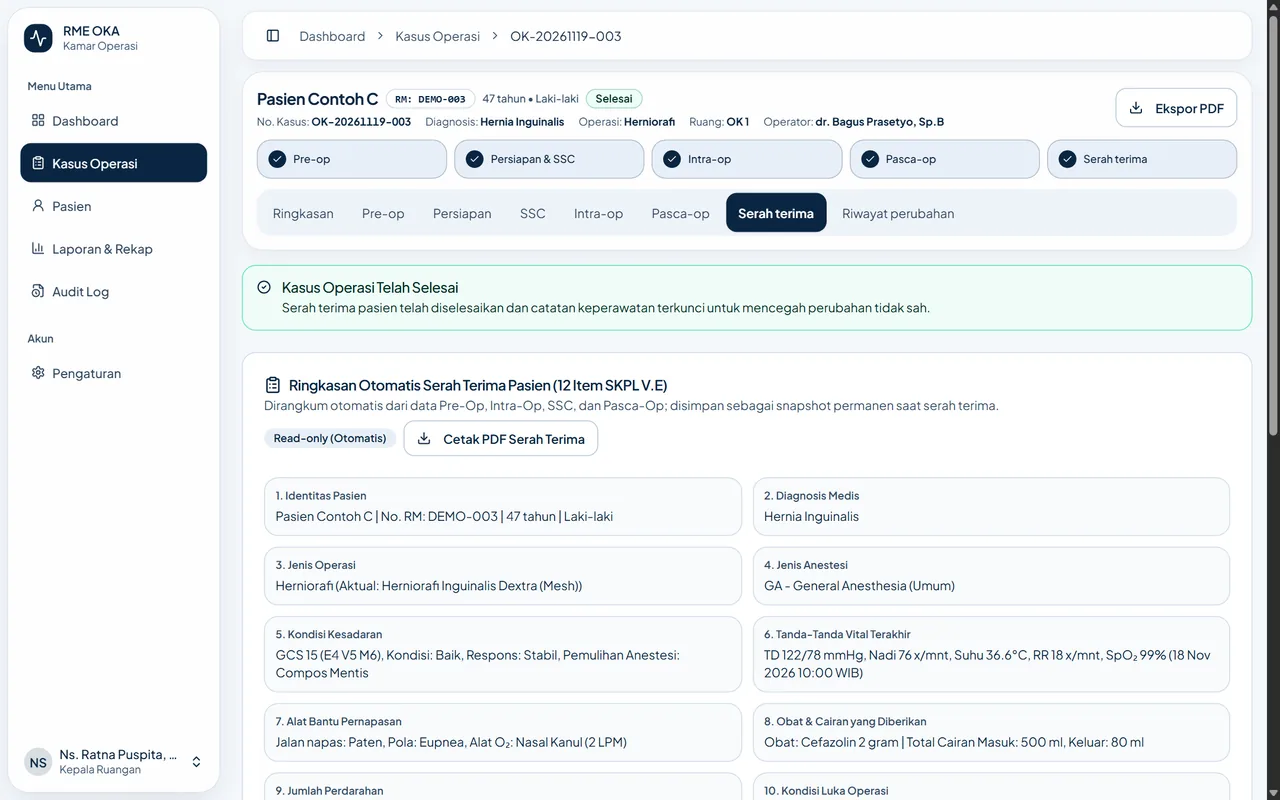 RME OKA
Kamar Operasi
Menu Utama
Dashboard
Kasus Operasi
Pasien
Laporan & Rekap
Audit Log
Akun
Pengaturan
NS
Ns. Ratna Puspita, ...
Kepala Ruangan
Dashboard > Kasus Operasi > OK-20261119-003
Pasien Contoh C RM: DEMO-003 47 tahun • Laki-laki Selesai
Ekspor PDF
No. Kasus: OK-20261119-003 Diagnosis: Hernia Inguinalis Operasi: Herniorafi Ruang: OK 1 Operator: dr. Bagus Prasetyo, Sp.B
Pre-op Persiapan & SSC Intra-op Pasca-op Serah terima
Ringkasan Pre-op Persiapan SSC Intra-op Pasca-op Serah terima Riwayat perubahan
Kasus Operasi Telah Selesai
Serah terima pasien telah diselesaikan dan catatan keperawatan terkunci untuk mencegah perubahan tidak sah.
Ringkasan Otomatis Serah Terima Pasien (12 Item SKPL V.E)
Dirangkum otomatis dari data Pre-Op, Intra-Op, SSC, dan Pasca-Op; disimpan sebagai snapshot permanen saat serah terima.
Read-only (Otomatis) Cetak PDF Serah Terima
1. Identitas Pasien
Pasien Contoh C | No. RM: DEMO-003 | 47 tahun | Laki-laki
2. Diagnosis Medis
Hernia Inguinalis
3. Jenis Operasi
Herniorafi (Aktual: Herniorafi Inguinalis Dextra (Mesh))
4. Jenis Anestesi
GA - General Anesthesia (Umum)
5. Kondisi Kesadaran
GCS 15 (E4 V5 M6), Kondisi: Baik, Respons: Stabil, Pemulihan Anestesi:
Compos Mentis
6. Tanda-Tanda Vital Terakhir
TD 122/78 mmHg, Nadi 76 x/mnt, Suhu 36.6°C, RR 18 x/mnt, SpO₂ 99% (18 Nov
2026 10:00 WIB)
7. Alat Bantu Pernapasan
Jalan napas: Paten, Pola: Eupnea, Alat O₂: Nasal Kanul (2 LPM)
8. Obat & Cairan yang Diberikan
Obat: Cefazolin 2 gram | Total Cairan Masuk: 500 ml, Keluar: 80 ml
9. Jumlah Perdarahan
10. Kondisi Luka Operasi